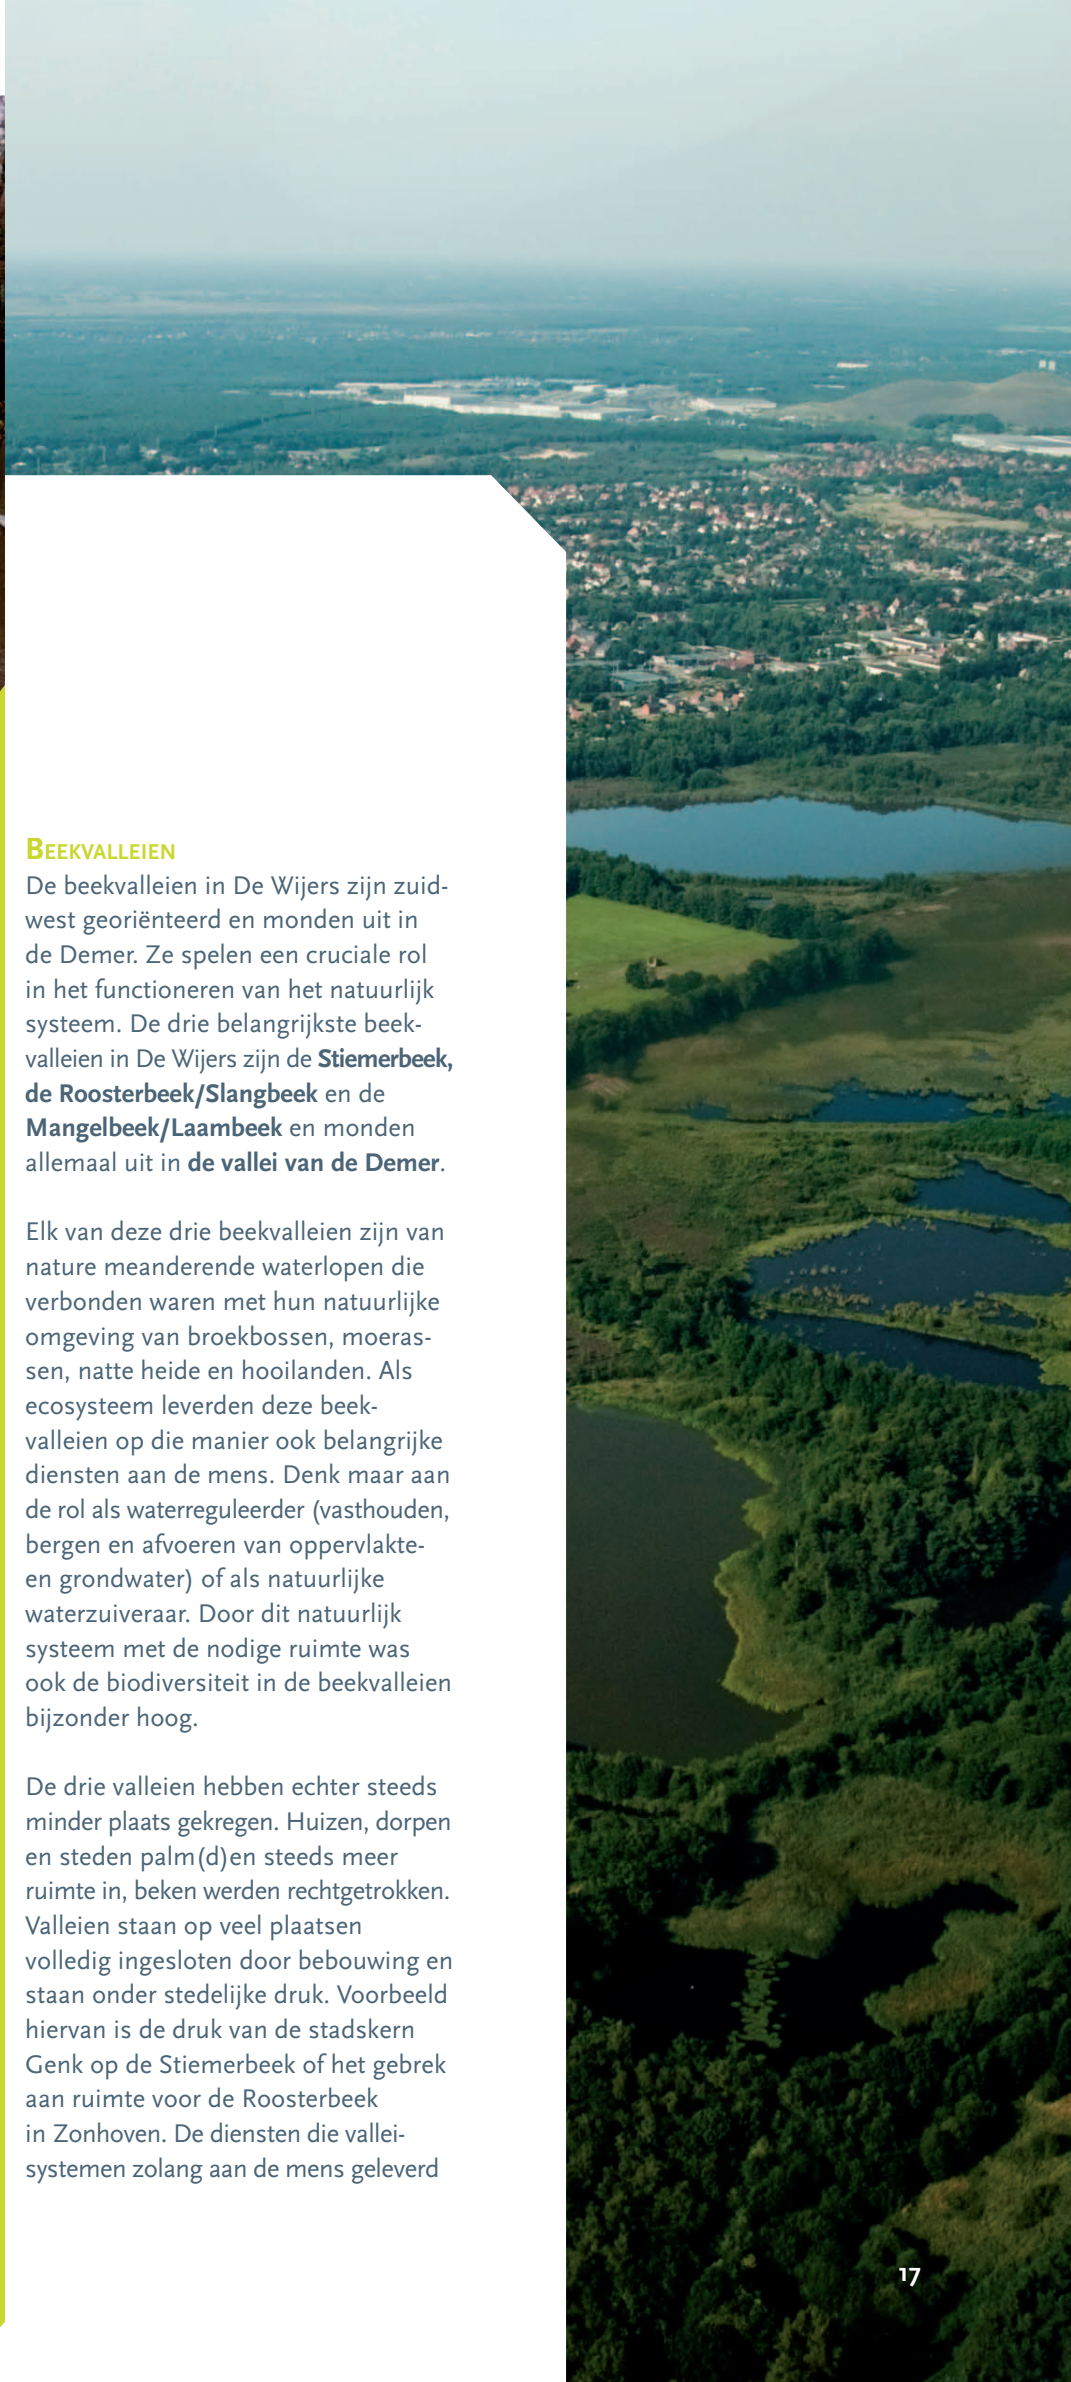 Beekvalleien
De beekvalleien in De Wijers zijn zuid-
west georiënteerd en monden uit in
de Demer. Ze spelen een cruciale rol
in het functioneren van het natuurlijk
systeem. De drie belangrijkste beek-
valleien in De Wijers zijn de Stiemerbeek,
de Roosterbeek/Slangbeek en de
Mangelbeek/Laambeek en monden
allemaal uit in de vallei van de Demer.
Elk van deze drie beekvalleien zijn van
nature meanderende waterlopen die
verbonden waren met hun natuurlijke
omgeving van broekbossen, moeras-
sen, natte heide en hooilanden. Als
ecosysteem leverden deze beek-
valleien op die manier ook belangrijke
diensten aan de mens. Denk maar aan
de rol als waterreguleerder (vasthouden,
bergen en afvoeren van oppervlakte-
en grondwater) of als natuurlijke
waterzuiveraar. Door dit natuurlijk
systeem met de nodige ruimte was
ook de biodiversiteit in de beekvalleien
bijzonder hoog.
De drie valleien hebben echter steeds
minder plaats gekregen. Huizen, dorpen
en steden palm(d)en steeds meer
ruimte in, beken werden rechtgetrokken.
Valleien staan op veel plaatsen
volledig ingesloten door bebouwing en
staan onder stedelijke druk. Voorbeeld
hiervan is de druk van de stadskern
Genk op de Stiemerbeek of het gebrek
aan ruimte voor de Roosterbeek
in Zonhoven. De diensten die vallei-
systemen zolang aan de mens geleverd
17